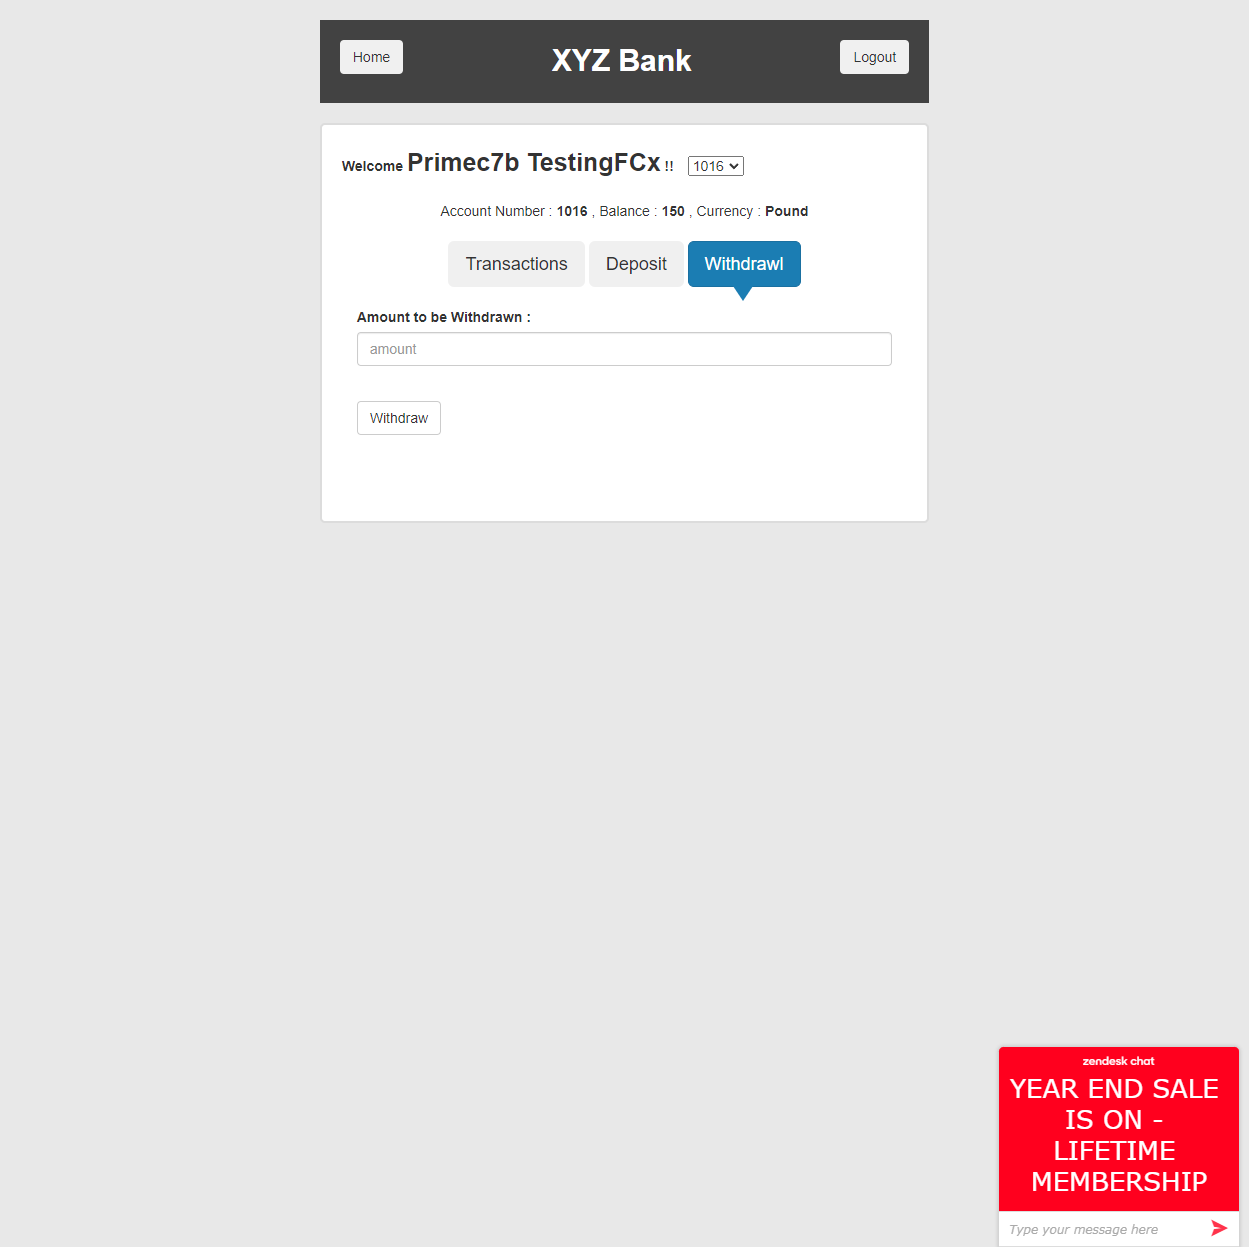 Home
XYZ Bank
Logout
Welcome Primec7b TestingFCx !! 1016
Account Number : 1016 , Balance : 150 , Currency : Pound
Transactions
Deposit
Withdrawl
Amount to be Withdrawn :
amount
Withdraw
zendesk chat
YEAR END SALE
IS ON -
LIFETIME
MEMBERSHIP
Type your message here